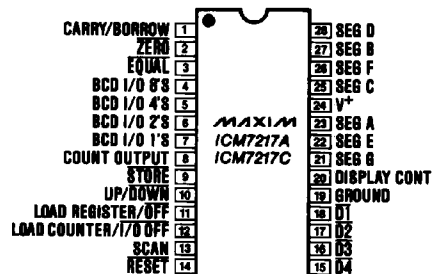 CARRY/BORROW 1
ZERO 2
EQUAL 3
BCD I/O 8'S 4
BCD I/O 4'S 5
BCD I/O 2'S 6
BCD I/O 1'S 7
COUNT OUTPUT 8
STORE 9
UP/DOWN 10
LOAD REGISTER/OFF 11
LOAD COUNTER/I/O OFF 12
SCAN 13
RESET 14
MAXIM
ICM7217A
ICM7217C
28 SEG D
27 SEG B
26 SEG F
25 SEG C
24 V+
23 SEG A
22 SEG E
21 SEG G
20 DISPLAY CONT
19 GROUND
18 D1
17 D2
16 D3
15 D4